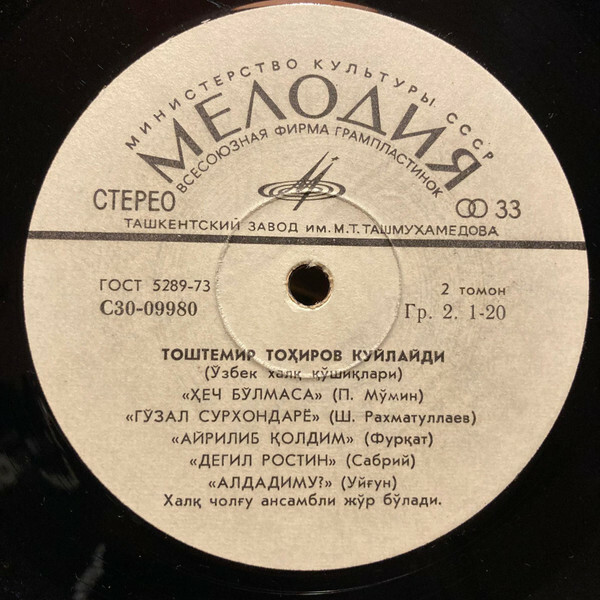 МИНИСТЕРСТВО КУЛЬТУРЫ СССР
МЕЛОДИЯ
ВСЕСОЮЗНАЯ ФИРМА ГРАМПЛАСТИНОК
СТЕРЕО
33
ТАШКЕНТСКИЙ ЗАВОД ИМ. М.Т. ТАШМУХАМЕДОВА
ГОСТ 5289-73
2 томон
С30-09980
Гр. 2. 1-20
ТОШТЕМИР ТОҲИРОВ КУЙЛАЙДИ
(Ўзбек халқ қўшиқлари)
«ҲЕЧ БЎЛМАСА» (П. Мўмин)
«ГЎЗАЛ СУРХОНДАРЁ» (Ш. Рахматуллаев)
«АЙРИЛИБ ҚОЛДИМ» (Фурқат)
«ДЕГИЛ РОСТИН» (Сабрий)
«АЛДАДИМУ?» (Уйғун)
Халқ чолғу ансамбли жўр бўлади.